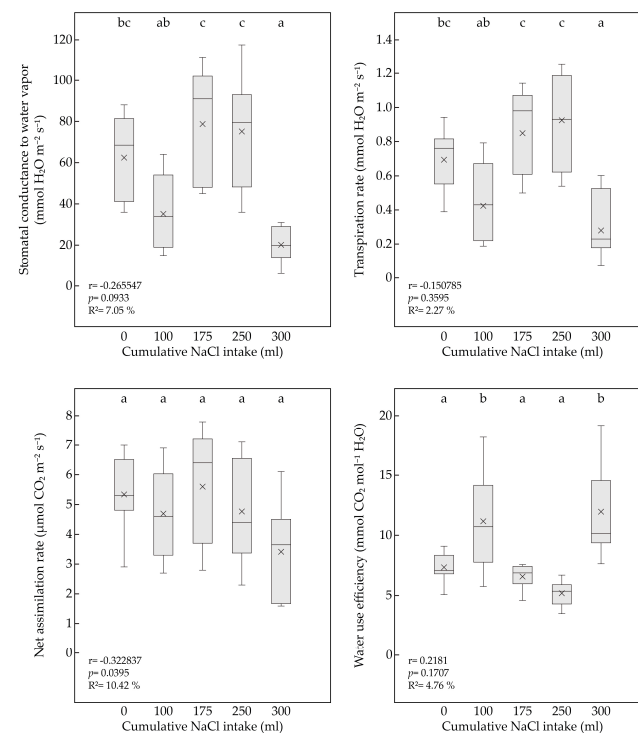 bc ab c c a
120
100
80
60
40
20
0
Stomatal conductance to water vapor
(mmol H₂O m⁻² s⁻¹)
r= -0.265547
p= 0.0933
R²= 7.05 %
0 100 175 250 300
Cumulative NaCl intake (ml)
bc ab c c a
1.4
1.2
1.0
0.8
0.6
0.4
0.2
0
Transpiration rate (mmol H₂O m⁻² s⁻¹)
r= -0.150785
p= 0.3595
R²= 2.27 %
0 100 175 250 300
Cumulative NaCl intake (ml)
a a a a a
8
7
6
5
4
3
2
1
0
Net assimilation rate (µmol CO₂ m⁻² s⁻¹)
r= -0.322837
p= 0.0395
R²= 10.42 %
0 100 175 250 300
Cumulative NaCl intake (ml)
a b a a b
20
15
10
5
0
Water use efficiency (mmol CO₂ mol⁻¹ H₂O)
r= 0.2181
p= 0.1707
R²= 4.76 %
0 100 175 250 300
Cumulative NaCl intake (ml)